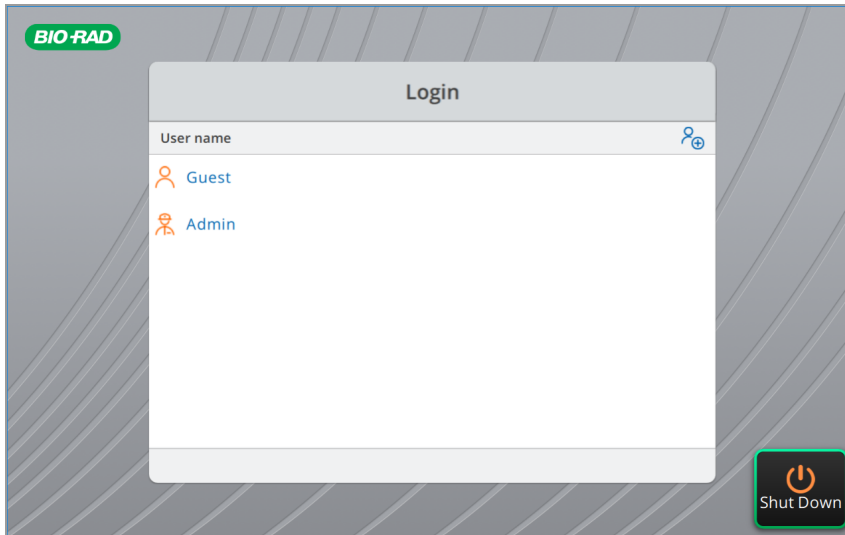 BIO-RAD
Login
User name
Guest
Admin
Shut Down